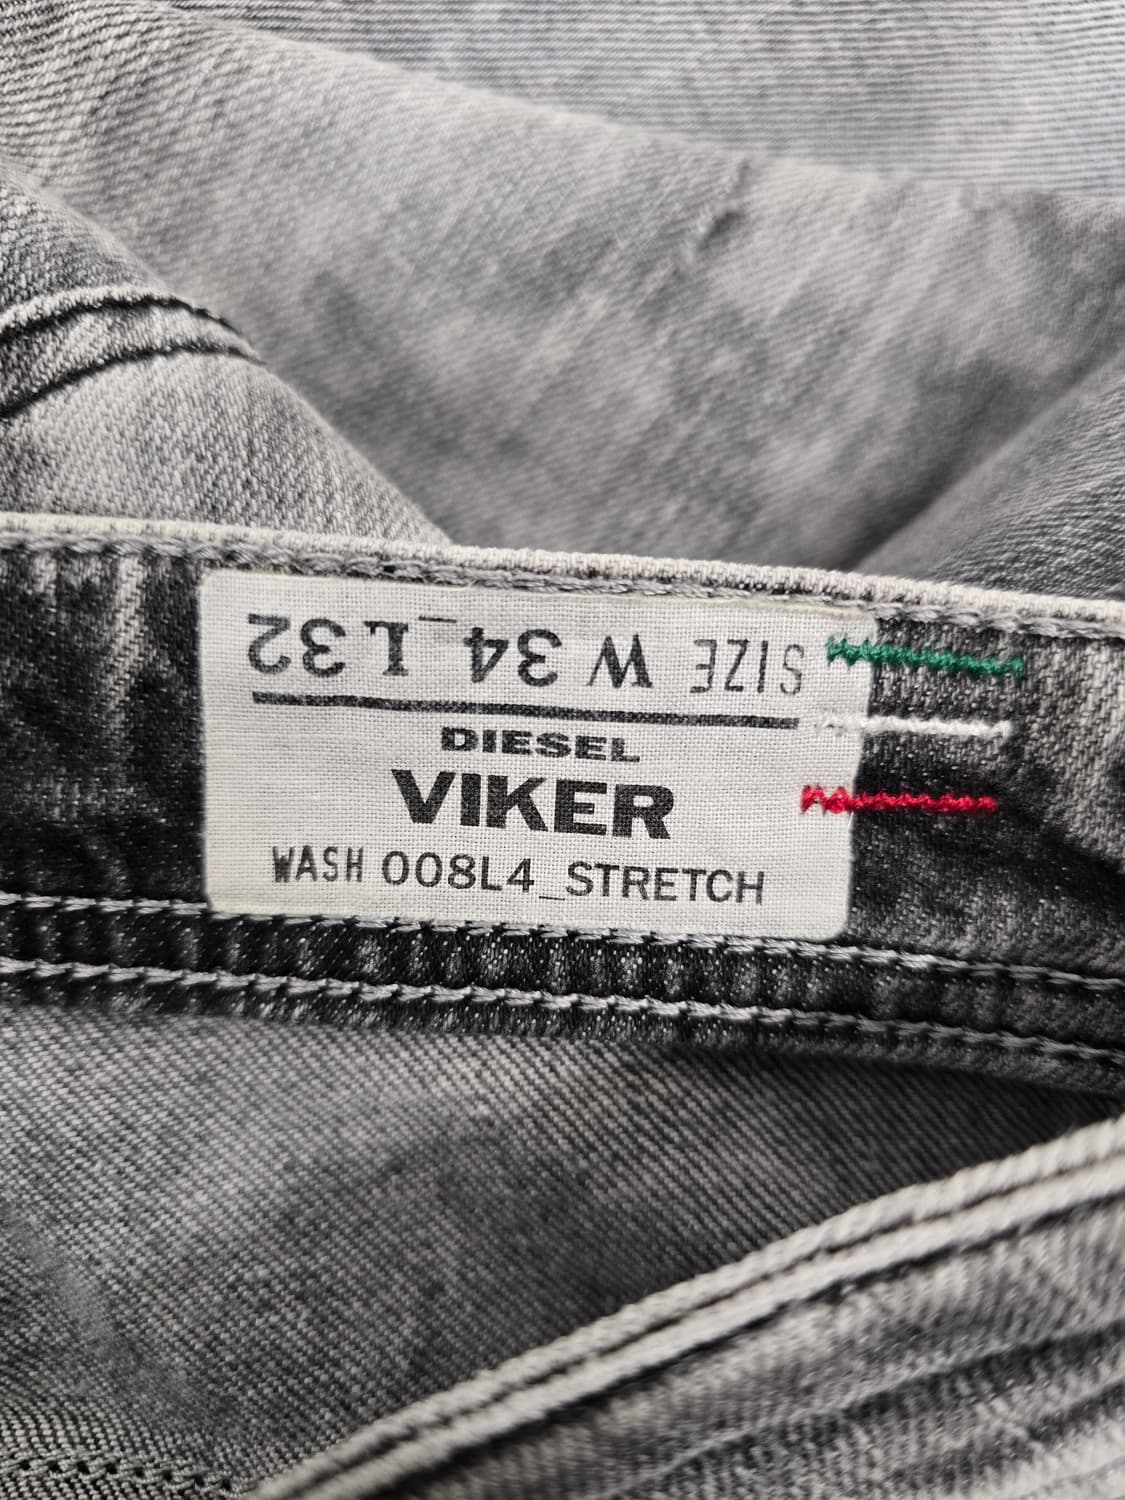 SIZE W 34_L32
DIESEL
VIKER
WASH 008L4_STRETCH